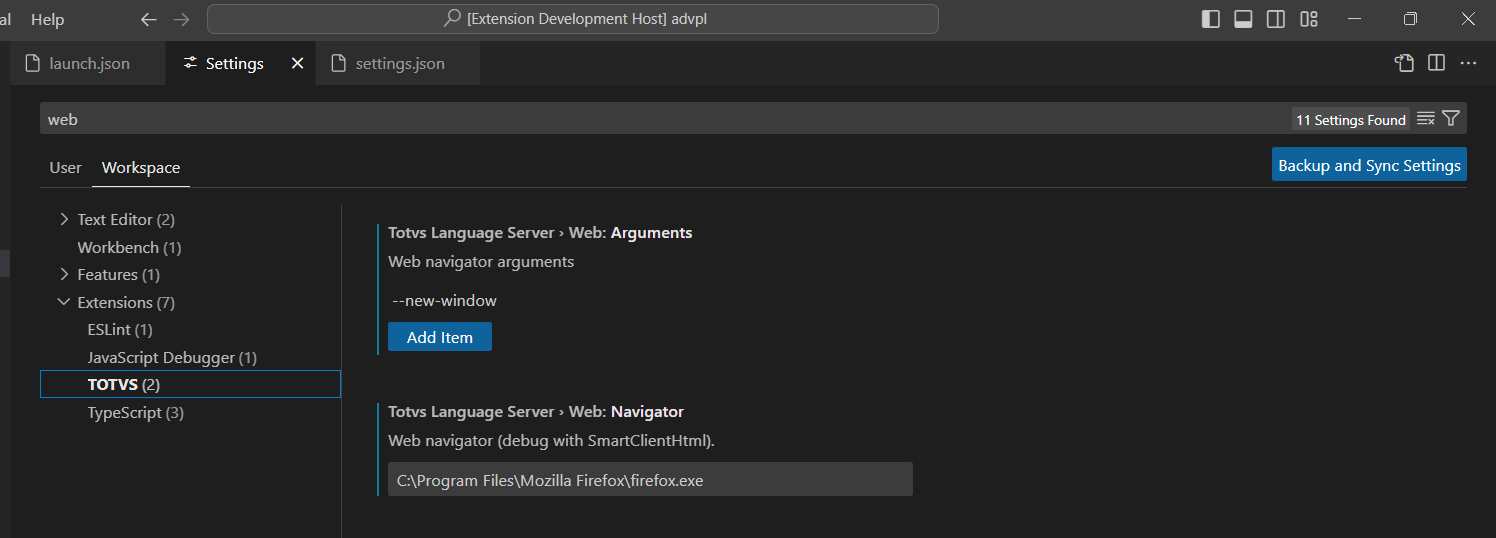 al Help [Extension Development Host] advpl
launch.json Settings settings.json
web 11 Settings Found
User Workspace Backup and Sync Settings
Text Editor (2)
Workbench (1)
Features (1)
Extensions (7)
ESLint (1)
JavaScript Debugger (1)
TOTVS (2)
TypeScript (3)
Totvs Language Server › Web: Arguments
Web navigator arguments
--new-window
Add Item
Totvs Language Server › Web: Navigator
Web navigator (debug with SmartClientHtml).
C:\Program Files\Mozilla Firefox\firefox.exe